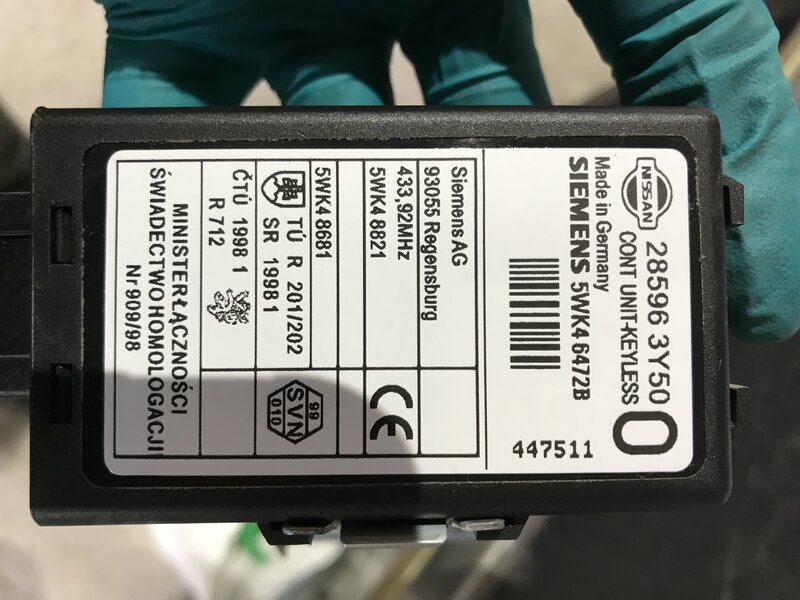 NISSAN
28596 3Y50
CONT UNIT-KEYLESS
0
Made in Germany
SIEMENS 5WK4 6472B
447511
Siemens AG
93055 Regensburg
433,92MHz
5WK4 8821
CE
5WK4 8681
TÚ R 201/202
SR 1998 1
SVN
99
010
ČTÚ 1998 1
R 712
MINISTER ŁĄCZNOŚCI
ŚWIADECTWO HOMOLOGACJI
Nr 909/98